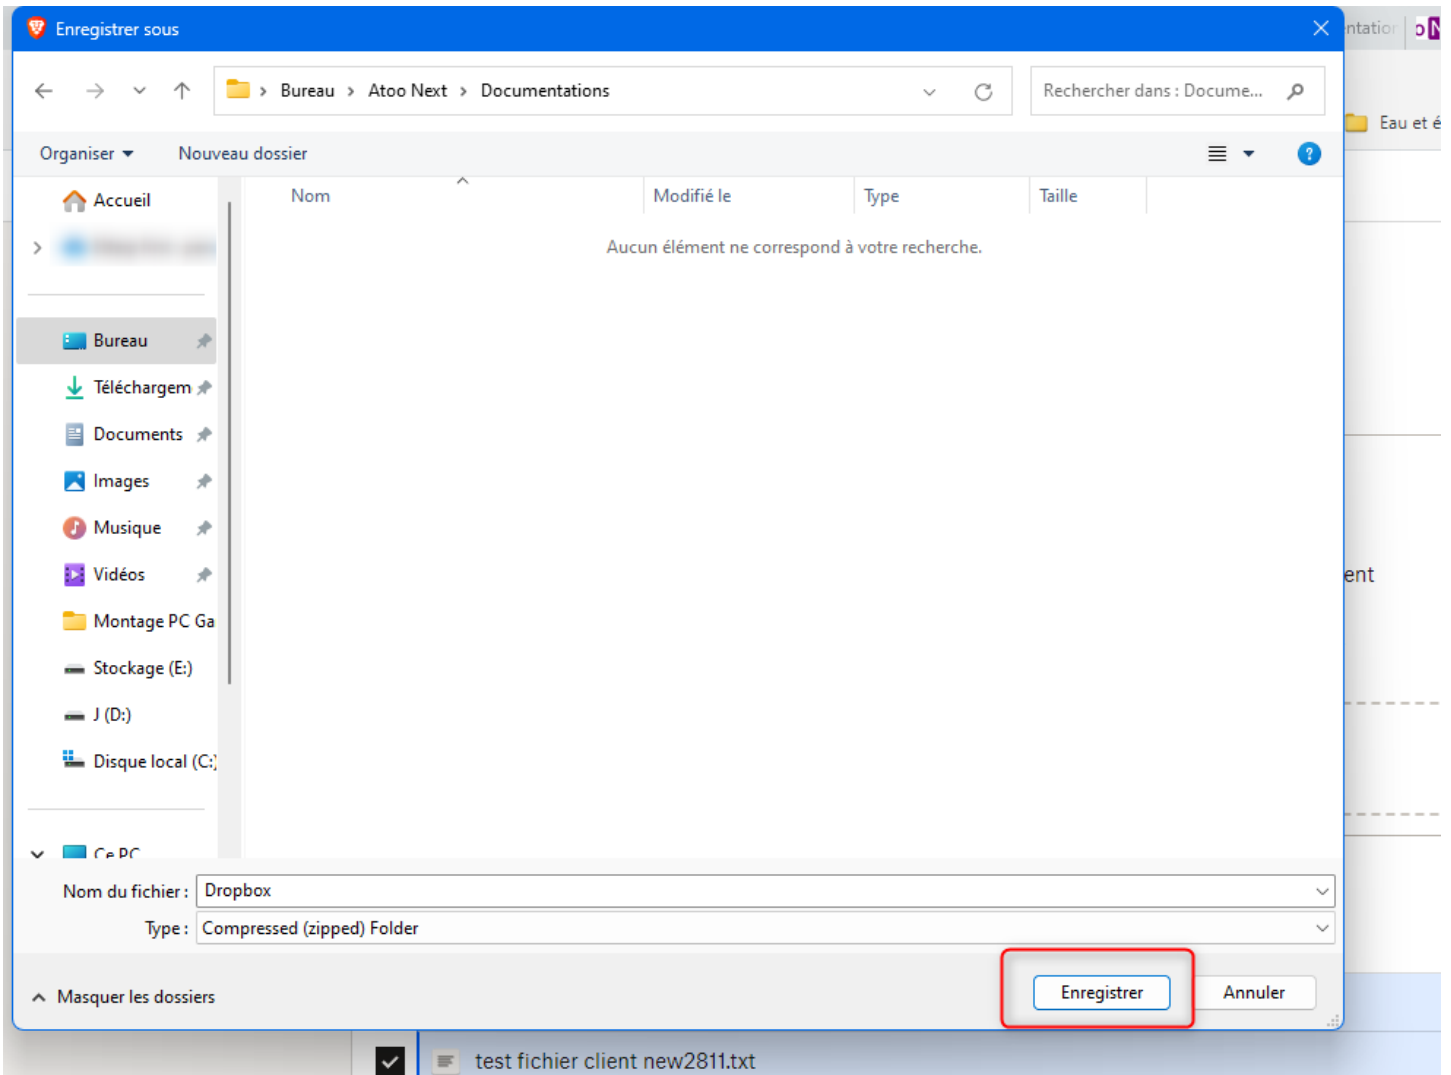 Enregistrer sous
Bureau > Atoo Next > Documentations
Rechercher dans : Docume...
Eau et é
Organiser
Nouveau dossier
Nom
Modifié le
Type
Taille
Aucun élément ne correspond à votre recherche.
Accueil
Bureau
Téléchargem
Documents
Images
Musique
Vidéos
Montage PC Ga
Stockage (E:)
J (D:)
Disque local (C:)
Ce PC
ent
Nom du fichier : Dropbox
Type : Compressed (zipped) Folder
Masquer les dossiers
Enregistrer
Annuler
test fichier client new2811.txt